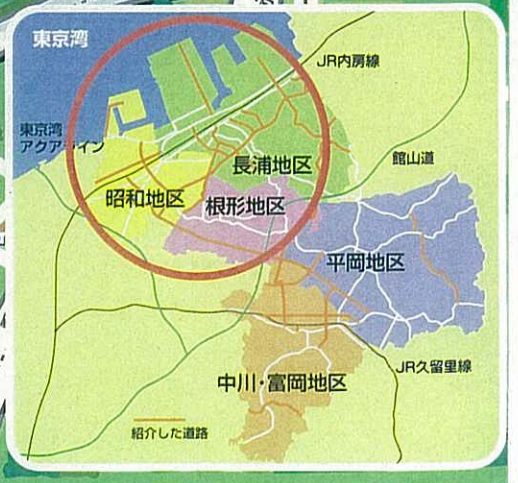 東京湾
JR内房線
東京湾
アクアライン
館山道
長浦地区
昭和地区
根形地区
平岡地区
JR久留里線
中川・富岡地区
紹介した道路